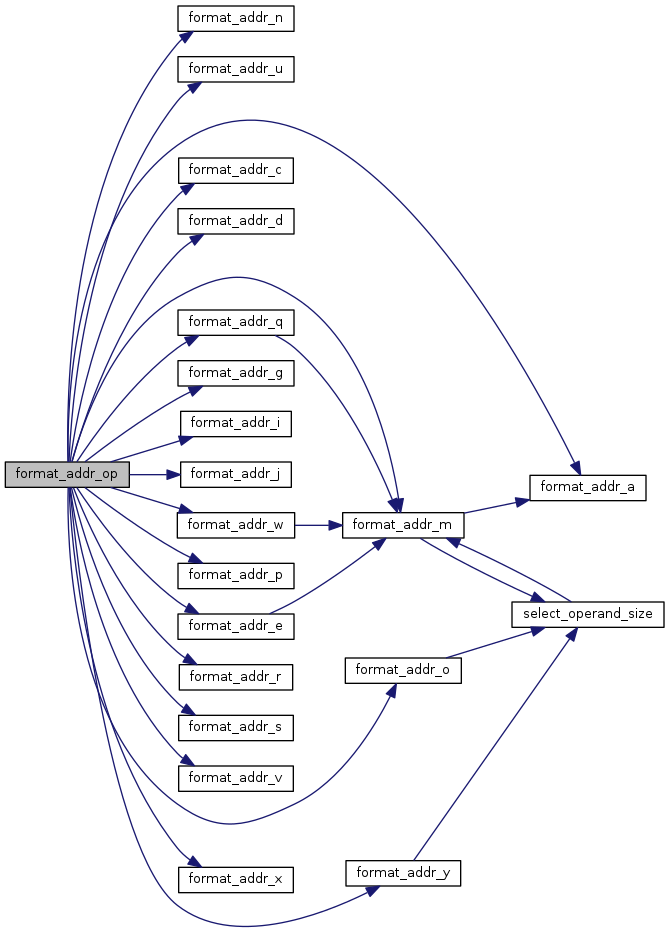 format_addr_n
format_addr_u
format_addr_c
format_addr_d
format_addr_q
format_addr_g
format_addr_i
format_addr_op
format_addr_j
format_addr_a
format_addr_w
format_addr_m
format_addr_p
select_operand_size
format_addr_e
format_addr_o
format_addr_r
format_addr_s
format_addr_v
format_addr_y
format_addr_x